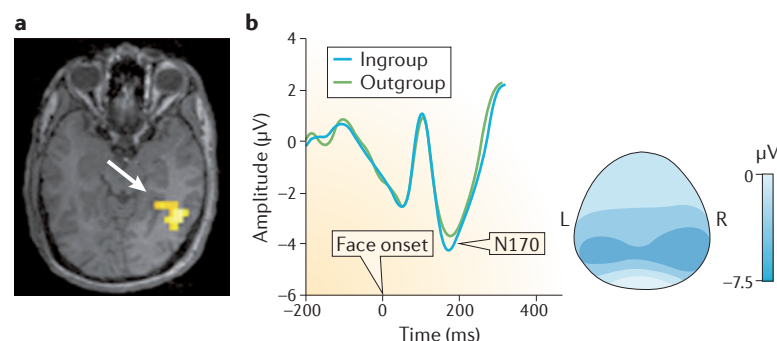 a
b
4
2
0
−2
−4
−6
Amplitude (µV)
Ingroup
Outgroup
Face onset
N170
−200
0
200
400
Time (ms)
L
R
µV
0
−7.5